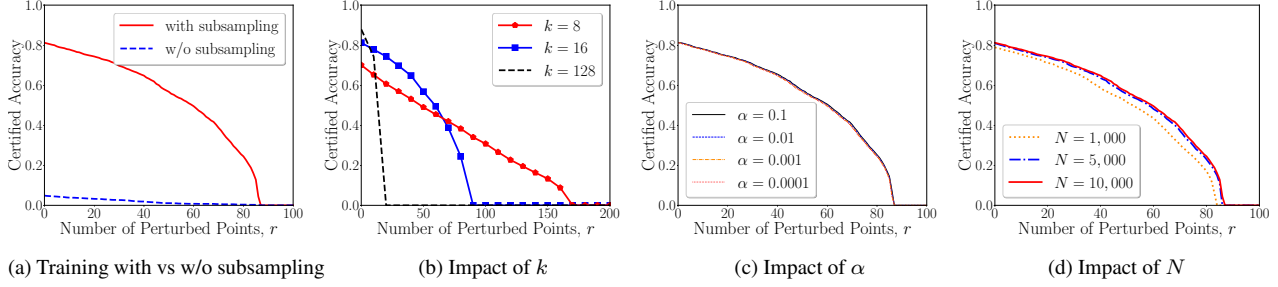 1.0
0.8
0.6
0.4
0.2
0.0
Certified Accuracy
with subsampling
w/o subsampling
0 20 40 60 80 100
Number of Perturbed Points, r
(a) Training with vs w/o subsampling
1.0
0.8
0.6
0.4
0.2
0.0
Certified Accuracy
k = 8
k = 16
k = 128
0 50 100 150 200
Number of Perturbed Points, r
(b) Impact of k
1.0
0.8
0.6
0.4
0.2
0.0
Certified Accuracy
α = 0.1
α = 0.01
α = 0.001
α = 0.0001
0 20 40 60 80 100
Number of Perturbed Points, r
(c) Impact of α
1.0
0.8
0.6
0.4
0.2
0.0
Certified Accuracy
N = 1, 000
N = 5, 000
N = 10, 000
0 20 40 60 80 100
Number of Perturbed Points, r
(d) Impact of N